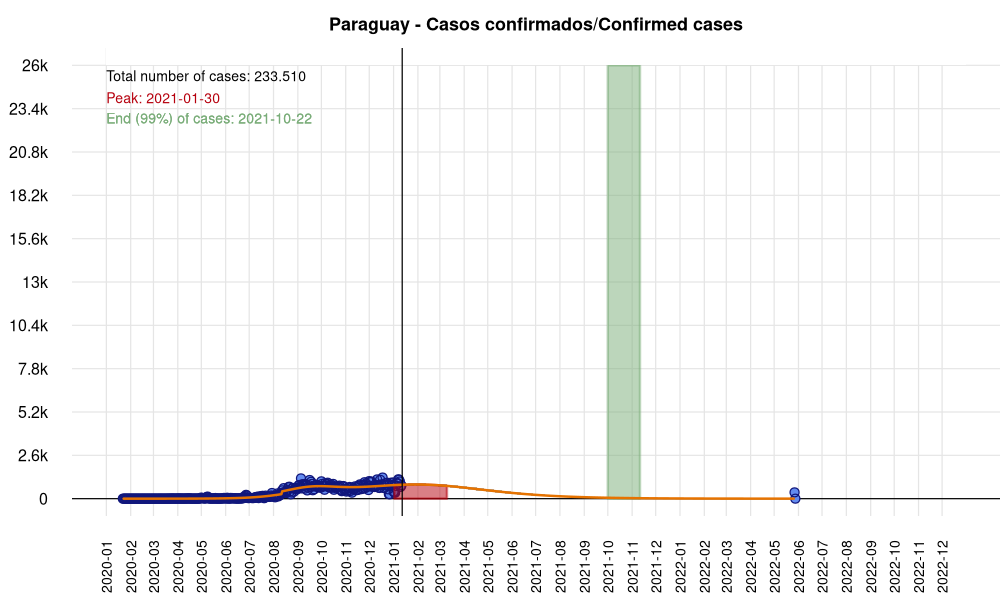 Paraguay - Casos confirmados/Confirmed cases
Total number of cases: 233.510
Peak: 2021-01-30
End (99%) of cases: 2021-10-22
26k
23.4k
20.8k
18.2k
15.6k
13k
10.4k
7.8k
5.2k
2.6k
0
2020-01
2020-02
2020-03
2020-04
2020-05
2020-06
2020-07
2020-08
2020-09
2020-10
2020-11
2020-12
2021-01
2021-02
2021-03
2021-04
2021-05
2021-06
2021-07
2021-08
2021-09
2021-10
2021-11
2021-12
2022-01
2022-02
2022-03
2022-04
2022-05
2022-06
2022-07
2022-08
2022-09
2022-10
2022-11
2022-12